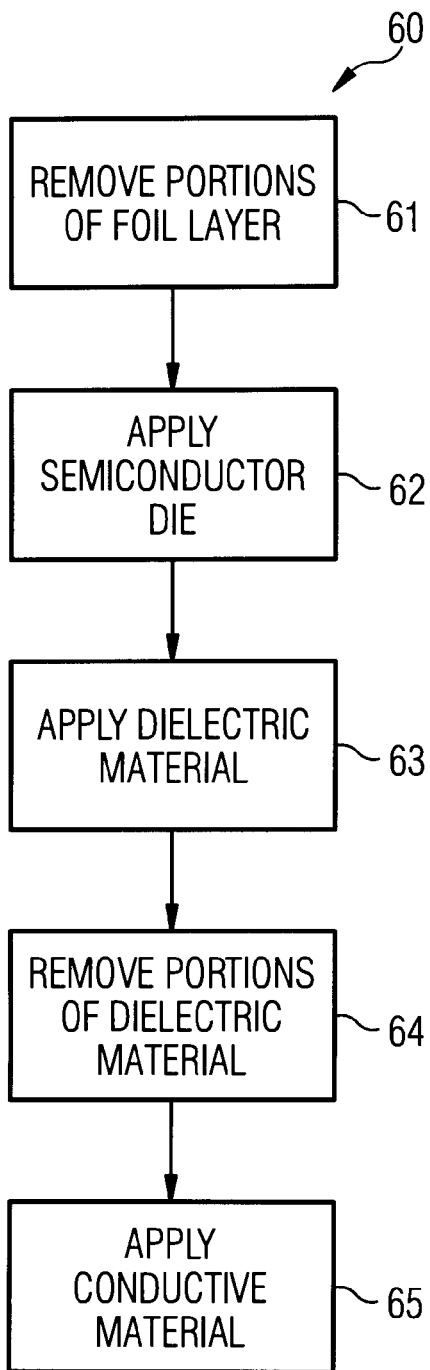 60
REMOVE PORTIONS
OF FOIL LAYER
61
APPLY
SEMICONDUCTOR
DIE
62
APPLY DIELECTRIC
MATERIAL
63
REMOVE PORTIONS
OF DIELECTRIC
MATERIAL
64
APPLY
CONDUCTIVE
MATERIAL
65